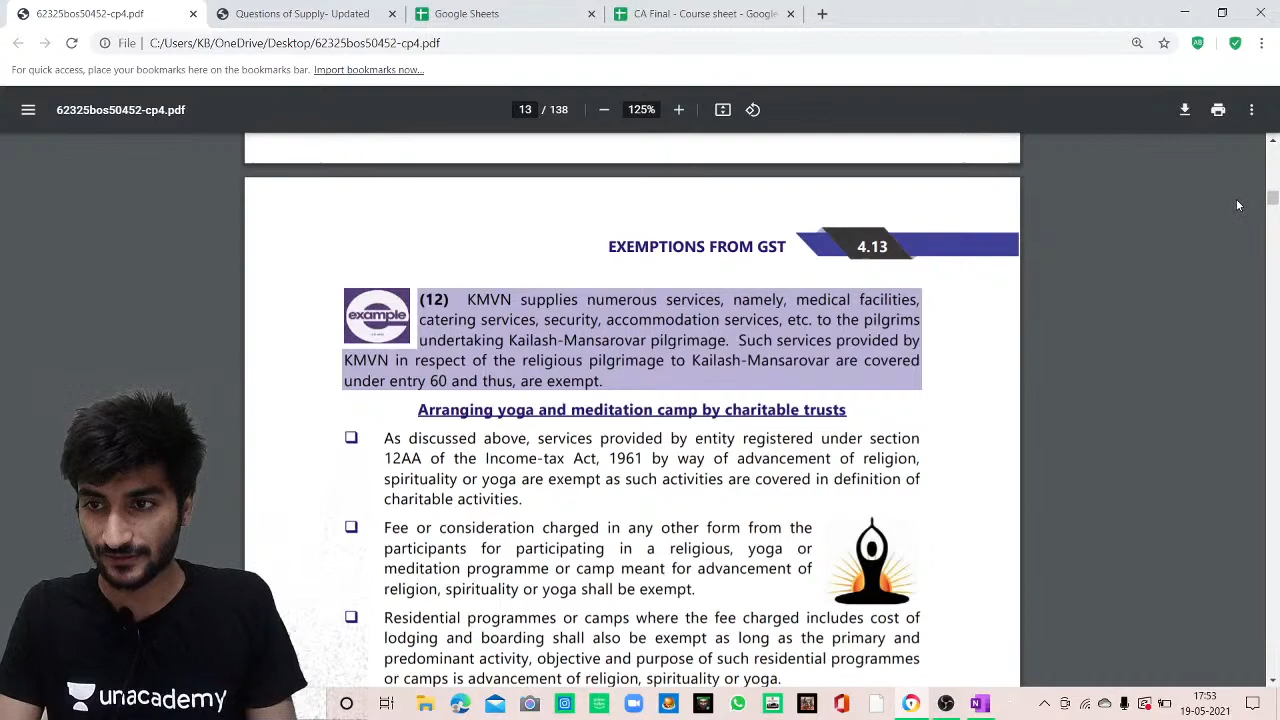 62325bos50452-cp4.pdf
Questions of Supply- Updated
Google Sheets
CA Final - Course sheet - Google
File
C:/Users/KB/OneDrive/Desktop/62325bos50452-cp4.pdf
For quick access, place your bookmarks here on the bookmarks bar. Import bookmarks now...
62325bos50452-cp4.pdf
13 / 138
125%
EXEMPTIONS FROM GST
4.13
example
(12) KMVN supplies numerous services, namely, medical facilities,
catering services, security, accommodation services, etc. to the pilgrims
undertaking Kailash-Mansarovar pilgrimage. Such services provided by
KMVN in respect of the religious pilgrimage to Kailash-Mansarovar are covered
under entry 60 and thus, are exempt.
Arranging yoga and meditation camp by charitable trusts
As discussed above, services provided by entity registered under section
12AA of the Income-tax Act, 1961 by way of advancement of religion,
spirituality or yoga are exempt as such activities are covered in definition of
charitable activities.
Fee or consideration charged in any other form from the
participants for participating in a religious, yoga or
meditation programme or camp meant for advancement of
religion, spirituality or yoga shall be exempt.
Residential programmes or camps where the fee charged includes cost of
lodging and boarding shall also be exempt as long as the primary and
predominant activity, objective and purpose of such residential programmes
or camps is advancement of religion, spirituality or yoga.
unacademy
17:53
19-05-2021